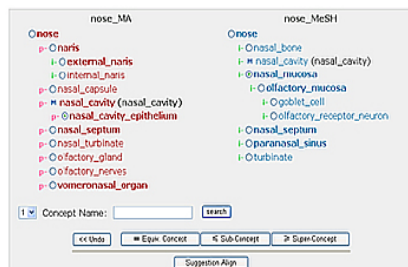 nose_MA
nose
p- naris
i- external_naris
i- internal_naris
p- nasal_capsule
p- M nasal_cavity (nasal_cavity)
p- nasal_cavity_epithelium
p- nasal_septum
p- nasal_turbinate
p- olfactory_gland
p- olfactory_nerves
p- vomeronasal_organ
nose_MeSH
nose
i- nasal_bone
i- M nasal_cavity (nasal_cavity)
i- nasal_mucosa
i- olfactory_mucosa
i- goblet_cell
i- olfactory_receptor_neuron
i- nasal_septum
i- paranasal_sinus
i- turbinate
1 Concept Name: search
<< Undo = Equiv. Concept ≤ Sub-Concept ≥ Super-Concept
Suggestion Align